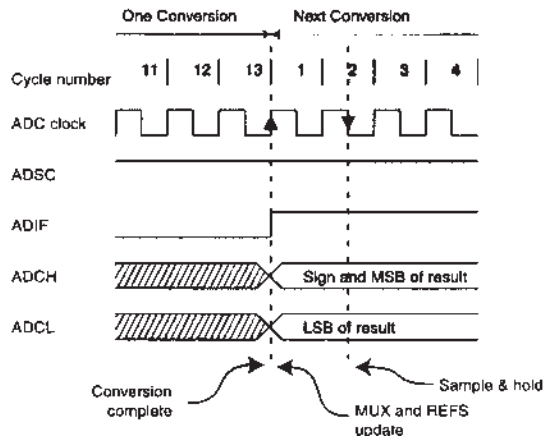 One Conversion Next Conversion
Cycle number 11 12 13 1 2 3 4
ADC clock
ADSC
ADIF
ADCH Sign and MSB of result
ADCL LSB of result
Conversion complete
MUX and REFS update
Sample & hold